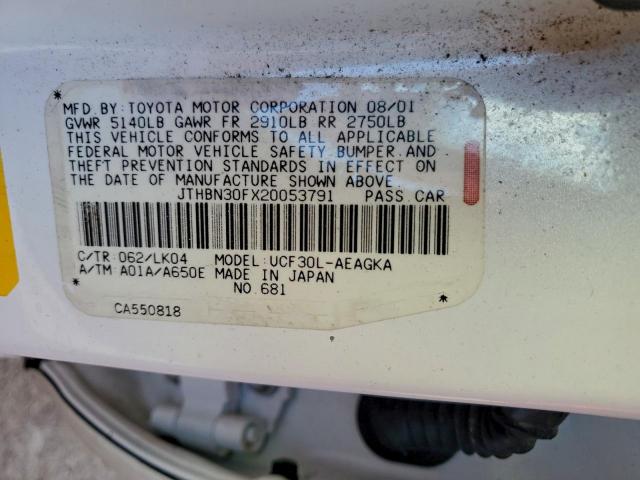 MFD. BY: TOYOTA MOTOR CORPORATION 08/01
GVWR 5140LB GAWR FR 2910LB RR 2750LB
THIS VEHICLE CONFORMS TO ALL APPLICABLE
FEDERAL MOTOR VEHICLE SAFETY, BUMPER, AND
THEFT PREVENTION STANDARDS IN EFFECT ON
THE DATE OF MANUFACTURE SHOWN ABOVE.
JTHBN30FX20053791 PASS. CAR
C/TR: 062/LK04 MODEL: UCF30L-AEAGKA
A/TM: A01A/A650E MADE IN JAPAN
NO. 681
CA550818